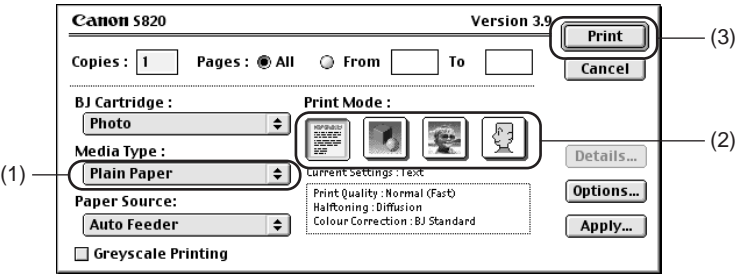 Canon S820 Version 3.9
Print (3)
Copies : 1 Pages : All From To Cancel
BJ Cartridge : Print Mode :
Photo
(2)
Media Type : Details...
(1) Plain Paper
Current Settings : Text
Paper Source: Print Quality : Normal (Fast) Options...
Halftoning : Diffusion
Auto Feeder Colour Correction : BJ Standard Apply...
Greyscale Printing